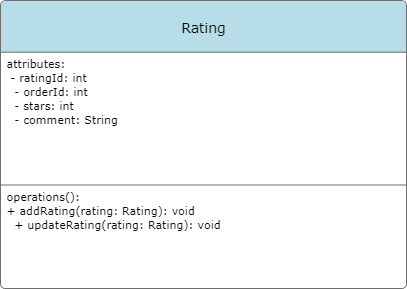 Rating
attributes:
- ratingId: int
- orderId: int
- stars: int
- comment: String
operations():
+ addRating(rating: Rating): void
+ updateRating(rating: Rating): void